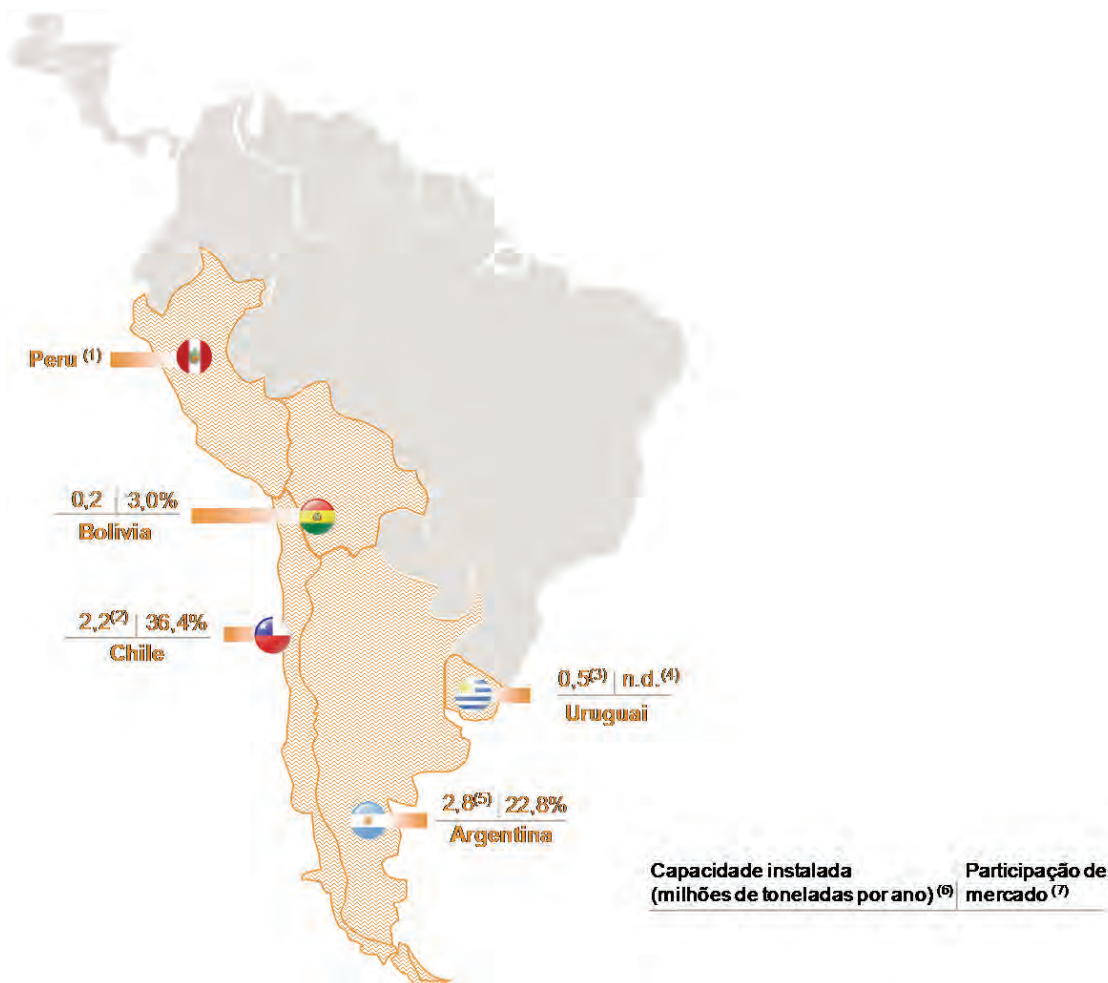 Peru (1)
0,2 | 3,0%
Bolivia
2,2(2) | 36,4%
Chile
0,5(3) | n.d.(4)
Uruguai
2,8(5) | 22,8%
Argentina
Capacidade instalada
(milhões de toneladas por ano) (6)
Participação de
mercado (7)